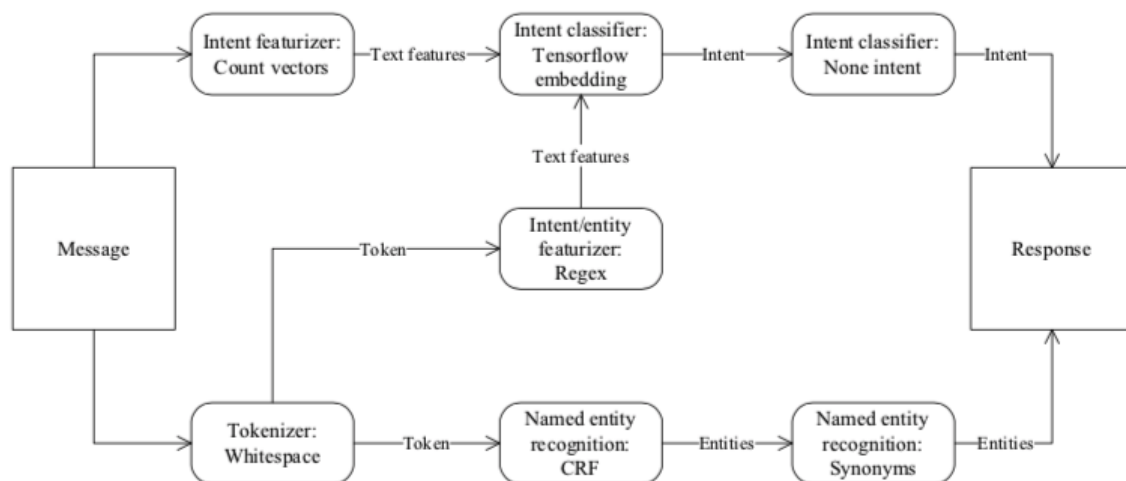 Intent featurizer:
Count vectors
Text features
Intent classifier:
Tensorflow
embedding
Intent
Intent classifier:
None intent
Intent
Text features
Message
Token
Intent/entity
featurizer:
Regex
Response
Tokenizer:
Whitespace
Token
Named entity
recognition:
CRF
Entities
Named entity
recognition:
Synonyms
Entities